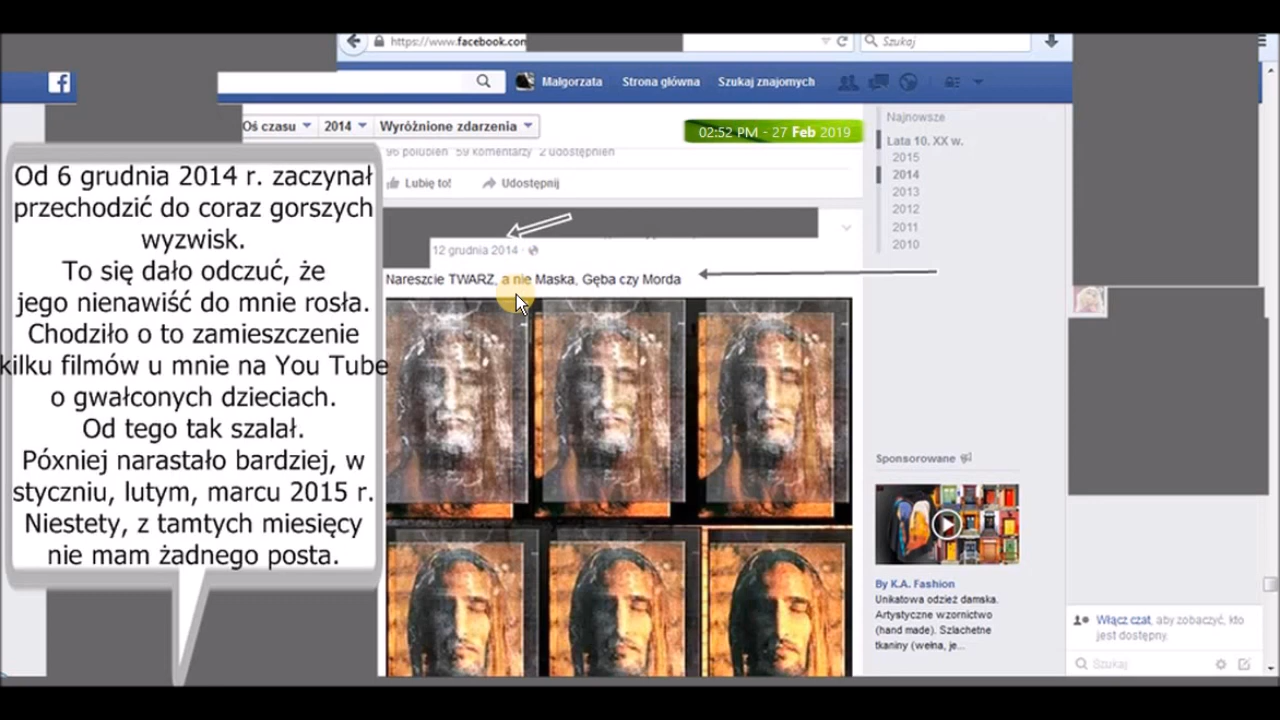 https://www.facebook.com
Szukaj
f
Małgorzata
Strona główna
Szukaj znajomych
Oś czasu
2014
Wyróżnione zdarzenia
02:52 PM - 27 Feb 2019
Najnowsze
Lata 10. XX w.
2015
2014
2013
2012
2011
2010
96 polubień 59 komentarzy 2 udostępnień
Lubię to!
Udostępnij
12 grudnia 2014
Nareszcie TWARZ, a nie Maska, Gęba czy Morda
Od 6 grudnia 2014 r. zaczynał
przechodzić do coraz gorszych
wyzwisk.
To się dało odczuć, że
jego nienawiść do mnie rosła.
Chodziło o to zamieszczenie
kilku filmów u mnie na You Tube
o gwałconych dzieciach.
Od tego tak szalał.
Póxniej narastało bardziej, w
styczniu, lutym, marcu 2015 r.
Niestety, z tamtych miesięcy
nie mam żadnego posta.
Sponsorowane
By K.A. Fashion
Unikatowa odzież damska.
Artystyczne wzornictwo
(hand made). Szlachetne
tkaniny (wełna, je...
Włącz czat, aby zobaczyć, kto
jest dostępny.
Szukaj